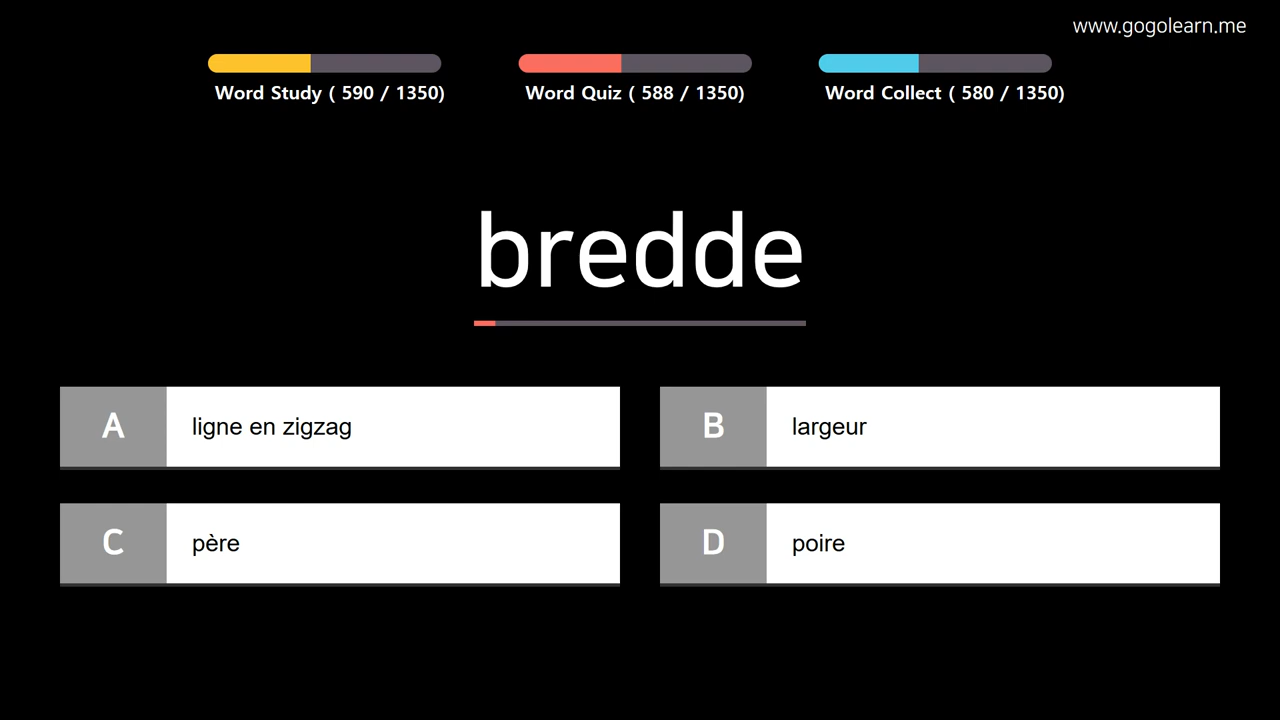 www.gogolearn.me
Word Study ( 590 / 1350)
Word Quiz ( 588 / 1350)
Word Collect ( 580 / 1350)
bredde
A ligne en zigzag
B largeur
C père
D poire